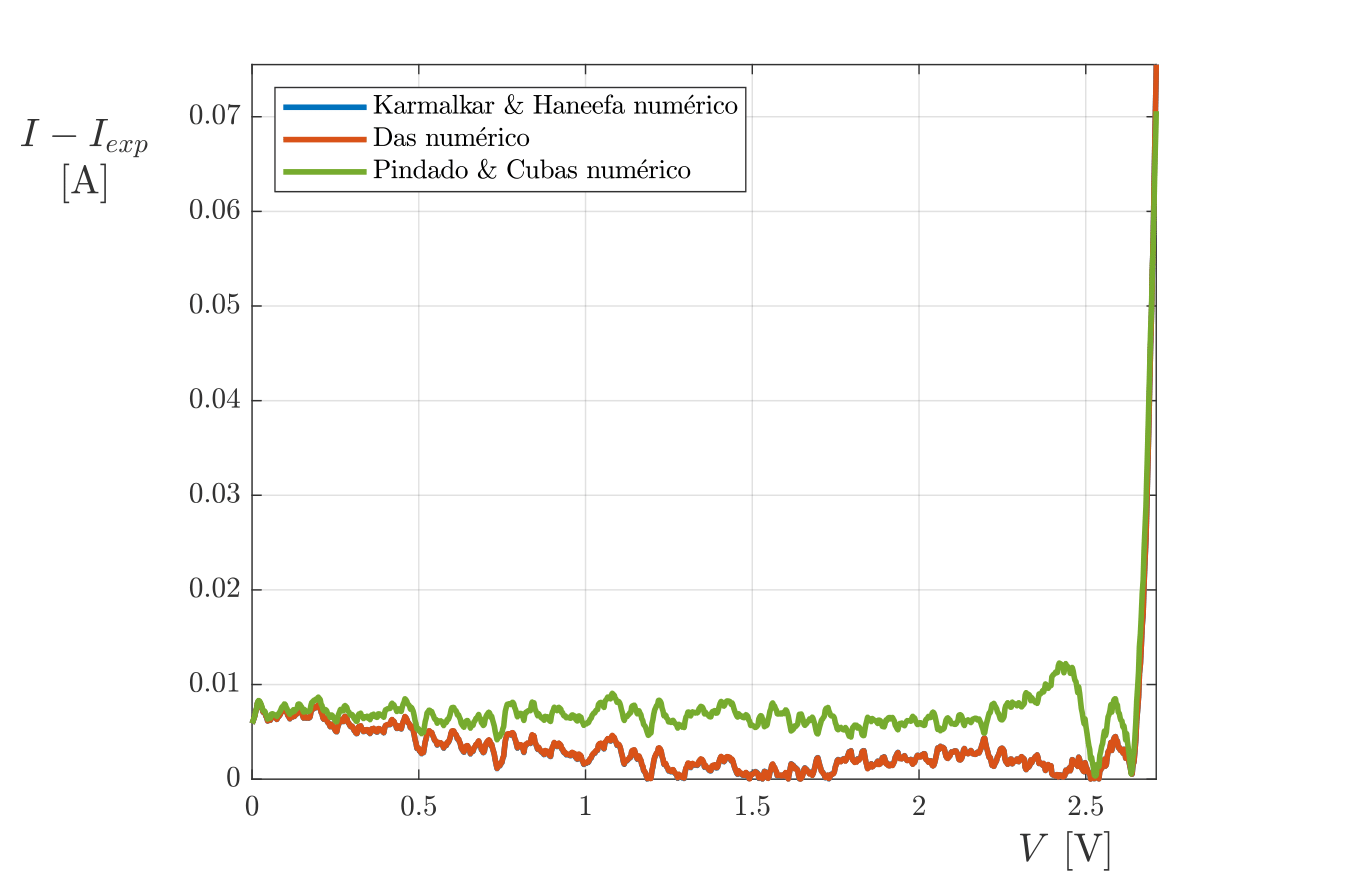 I − I_exp
[A]
0.07
0.06
0.05
0.04
0.03
0.02
0.01
0
Karmalkar & Haneefa numérico
Das numérico
Pindado & Cubas numérico
0 0.5 1 1.5 2 2.5
V [V]